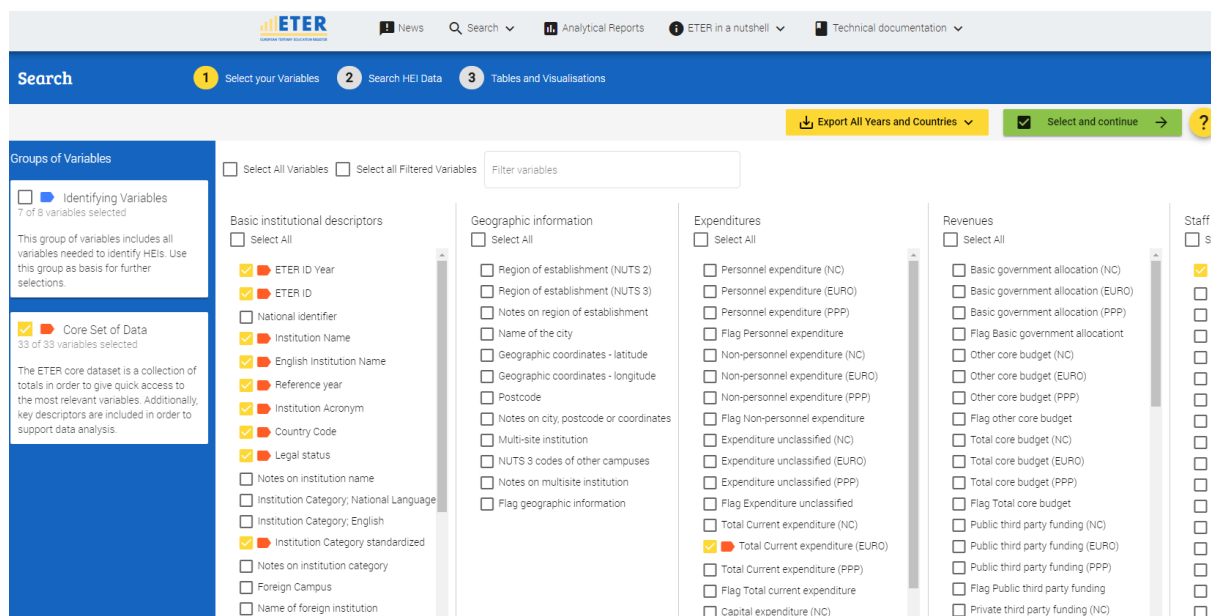 ETER
EUROPEAN TERTIARY EDUCATION REGISTER
News
Search
Analytical Reports
ETER in a nutshell
Technical documentation
Search
1 Select your Variables
2 Search HEI Data
3 Tables and Visualisations
Export All Years and Countries
Select and continue
?
Groups of Variables
Identifying Variables
7 of 8 variables selected
This group of variables includes all
variables needed to identify HEIs. Use
this group as basis for further
selections.
Core Set of Data
33 of 33 variables selected
The ETER core dataset is a collection of
totals in order to give quick access to
the most relevant variables. Additionally,
key descriptors are included in order to
support data analysis.
Select All Variables
Select all Filtered Variables
Filter variables
Basic institutional descriptors
Select All
ETER ID Year
ETER ID
National identifier
Institution Name
English Institution Name
Reference year
Institution Acronym
Country Code
Legal status
Notes on institution name
Institution Category; National Language
Institution Category; English
Institution Category standardized
Notes on institution category
Foreign Campus
Name of foreign institution
Geographic information
Select All
Region of establishment (NUTS 2)
Region of establishment (NUTS 3)
Notes on region of establishment
Name of the city
Geographic coordinates - latitude
Geographic coordinates - longitude
Postcode
Notes on city, postcode or coordinates
Multi-site institution
NUTS 3 codes of other campuses
Notes on multisite institution
Flag geographic information
Expenditures
Select All
Personnel expenditure (NC)
Personnel expenditure (EURO)
Personnel expenditure (PPP)
Flag Personnel expenditure
Non-personnel expenditure (NC)
Non-personnel expenditure (EURO)
Non-personnel expenditure (PPP)
Flag Non-personnel expenditure
Expenditure unclassified (NC)
Expenditure unclassified (EURO)
Expenditure unclassified (PPP)
Flag Expenditure unclassified
Total Current expenditure (NC)
Total Current expenditure (EURO)
Total Current expenditure (PPP)
Flag Total current expenditure
Capital expenditure (NC)
Revenues
Select All
Basic government allocation (NC)
Basic government allocation (EURO)
Basic government allocation (PPP)
Flag Basic government allocationt
Other core budget (NC)
Other core budget (EURO)
Other core budget (PPP)
Flag other core budget
Total core budget (NC)
Total core budget (EURO)
Total core budget (PPP)
Flag Total core budget
Public third party funding (NC)
Public third party funding (EURO)
Public third party funding (PPP)
Flag Public third party funding
Private third party funding (NC)
Staff
S